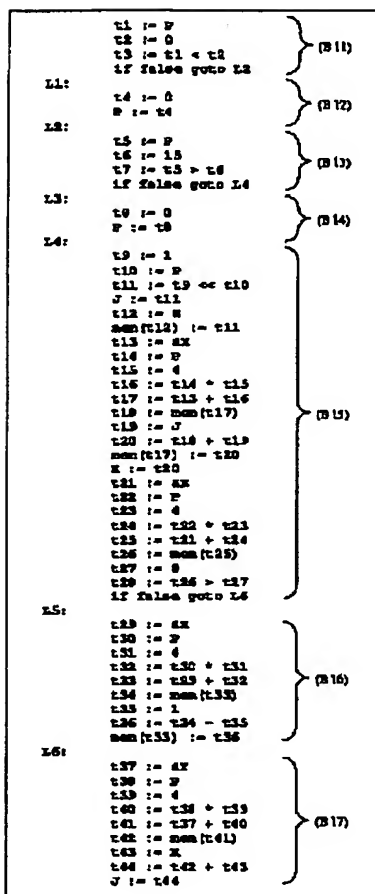 t1 := P
t2 := 0
t3 := t1 < t2
if false goto L2
(B11)
L1:
t4 := 0
P := t4
(B12)
L2:
t5 := P
t6 := 15
t7 := t5 > t6
if false goto L4
(B13)
L3:
t8 := 0
P := t8
(B14)
L4:
t9 := 1
t10 := P
t11 := t9 << t10
J := t11
t12 :=
mem(t12) := t11
t13 :=
t14 := P
t15 := 4
t16 := t14 * t15
t17 := t13 + t16
t18 := mem(t17)
t19 := J
t20 := t18 + t19
mem(t17) := t20
K := t20
t21 :=
t22 := P
t23 := 4
t24 := t22 * t23
t25 := t21 + t24
t26 := mem(t25)
t27 :=
t28 := t26 > t27
if false goto L6
(B15)
L5:
t29 :=
t30 := P
t31 := 4
t32 := t30 * t31
t33 := t29 + t32
t34 := mem(t33)
t35 := 1
t36 := t34 - t35
mem(t33) := t36
(B16)
L6:
t37 :=
t38 := P
t39 := 4
t40 := t38 * t39
t41 := t37 + t40
t42 := mem(t41)
t43 := K
t44 := t42 + t43
J := t44
(B17)